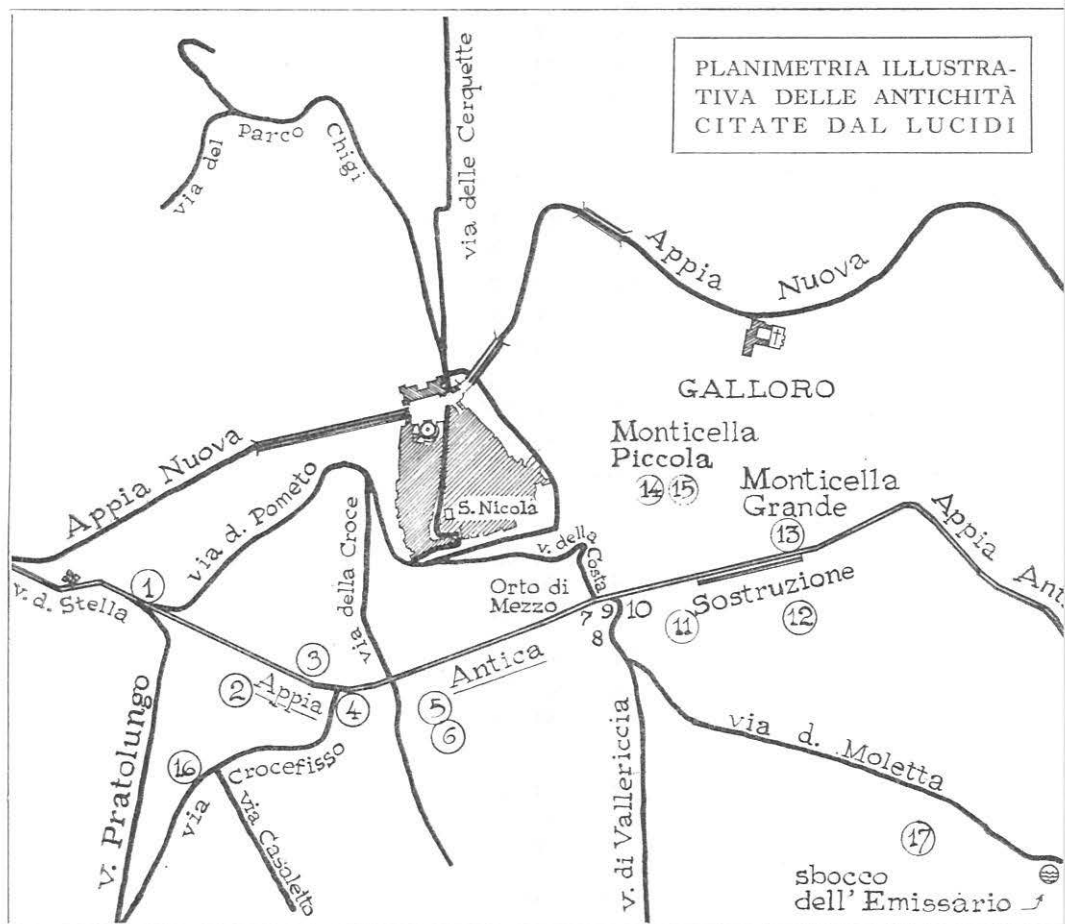 PLANIMETRIA ILLUSTRA-
TIVA DELLE ANTICHITÀ
CITATE DAL LUCIDI
via del Parco Chigi
via delle Cerquette
Appia Nuova
GALLORO
Appia Nuova
Monticella
Piccola
14 15
Monticella
Grande
13
via d. Pometo
via della Croce
S. Nicola
v. della Costa
Orto di
Mezzo
7 9 10
8
Sostruzione
11
12
Appia Anti
v. d. Stella
1
3
2
Appia
4
Antica
5
6
v. Pratolungo
16
via Crocefisso
via Casaletto
v. di Vallericcia
via d. Moletta
17
sbocco
dell'Emissario